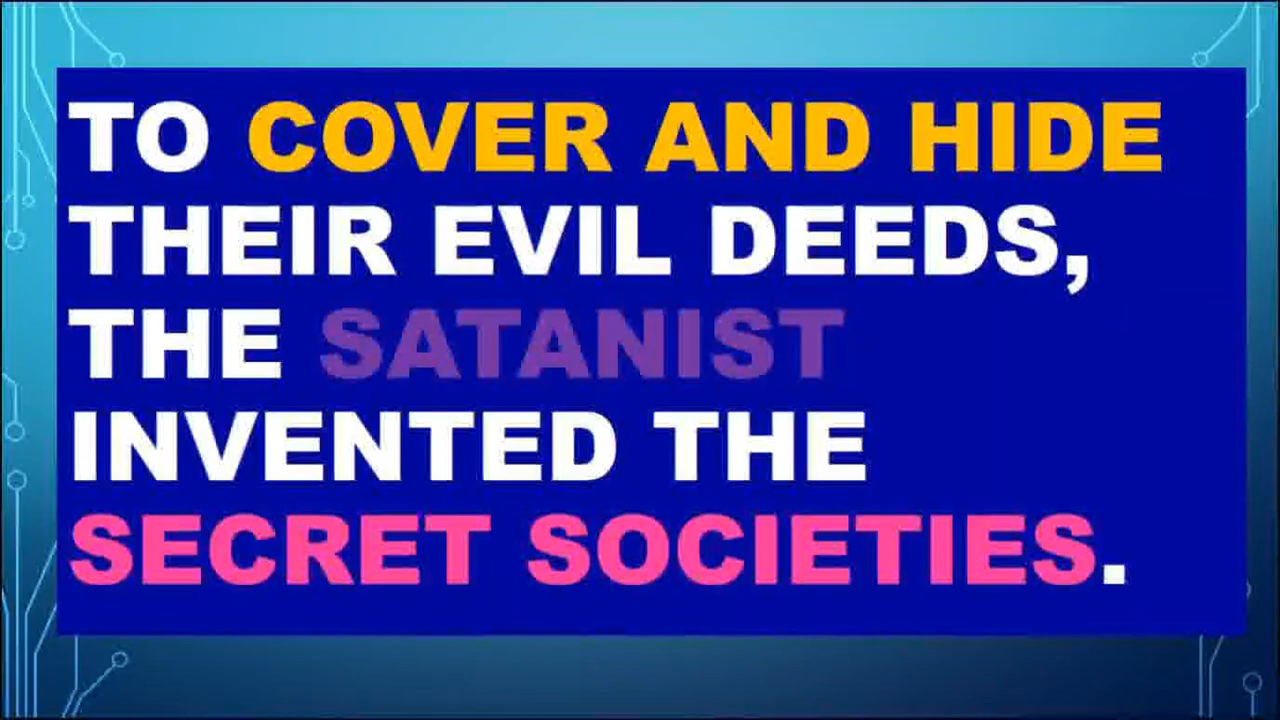 TO COVER AND HIDE
THEIR EVIL DEEDS,
THE SATANIST
INVENTED THE
SECRET SOCIETIES.